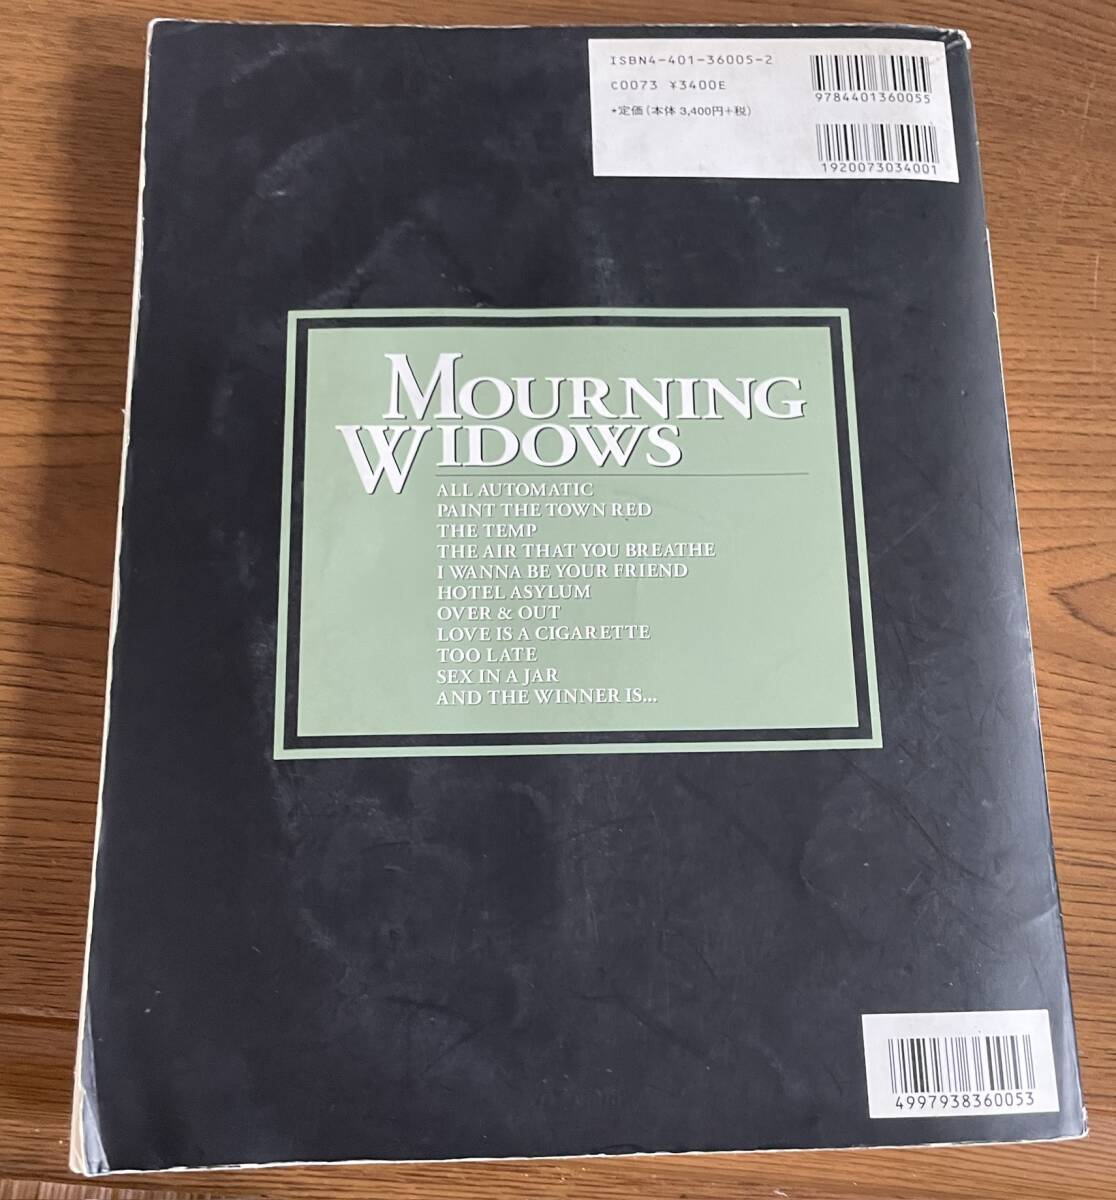 ISBN4-401-36005-2
C0073 ¥3400E
*定価(本体 3,400円+税)
9784401360055
1920073034001
MOURNING
WIDOWS
ALL AUTOMATIC
PAINT THE TOWN RED
THE TEMP
THE AIR THAT YOU BREATHE
I WANNA BE YOUR FRIEND
HOTEL ASYLUM
OVER & OUT
LOVE IS A CIGARETTE
TOO LATE
SEX IN A JAR
AND THE WINNER IS...
4997938360053